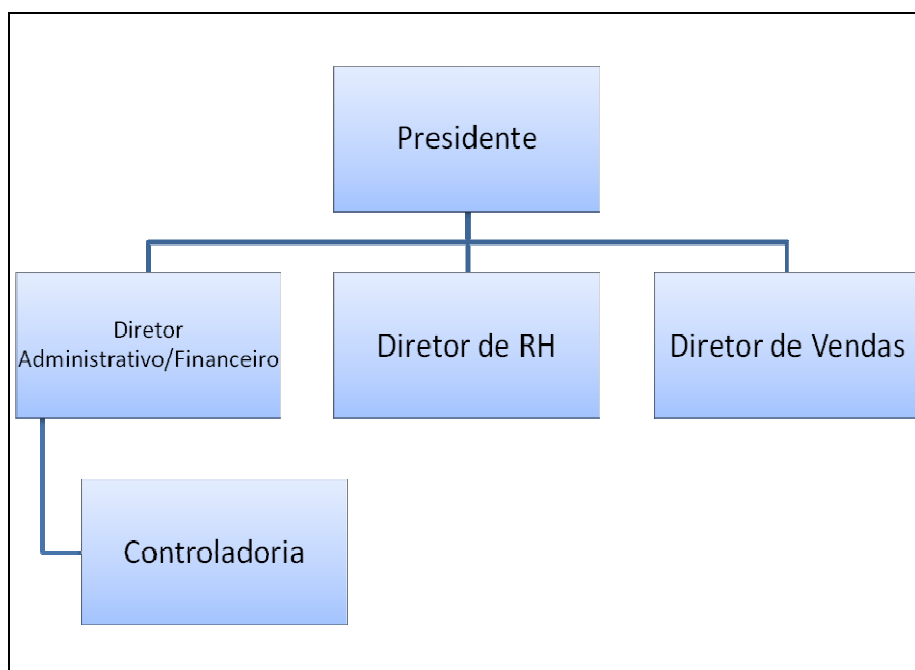 Presidente
Diretor
Administrativo/Financeiro
Diretor de RH
Diretor de Vendas
Controladoria